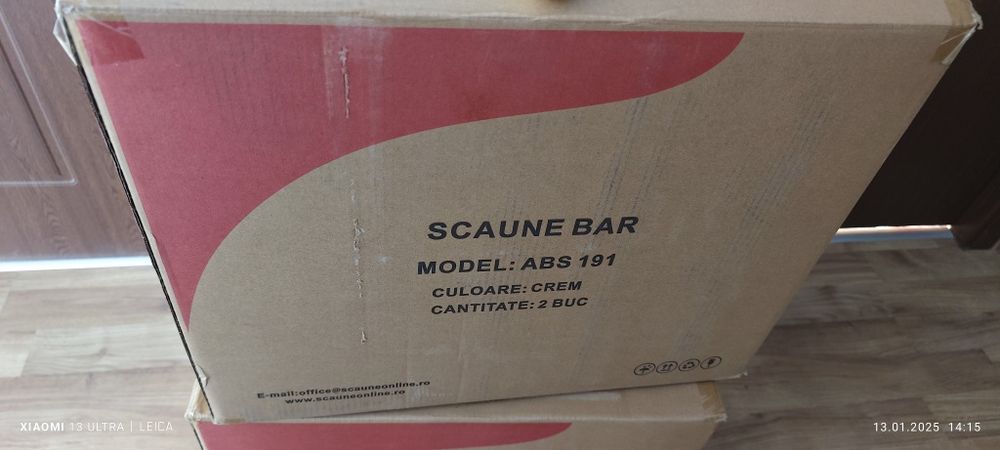 SCAUNE BAR
MODEL: ABS 191
CULOARE: CREM
CANTITATE: 2 BUC
E-mail:office@scauneonline.ro
www.scauneonline.ro
XIAOMI 13 ULTRA | LEICA
13.01.2025 14:15